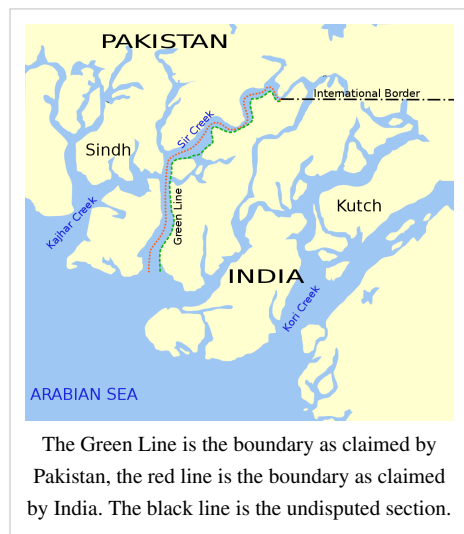 PAKISTAN
International Border
Sir Creek
Sindh
Green Line
Kajhar Creek
Kutch
INDIA
Kori Creek
ARABIAN SEA
The Green Line is the boundary as claimed by
Pakistan, the red line is the boundary as claimed
by India. The black line is the undisputed section.